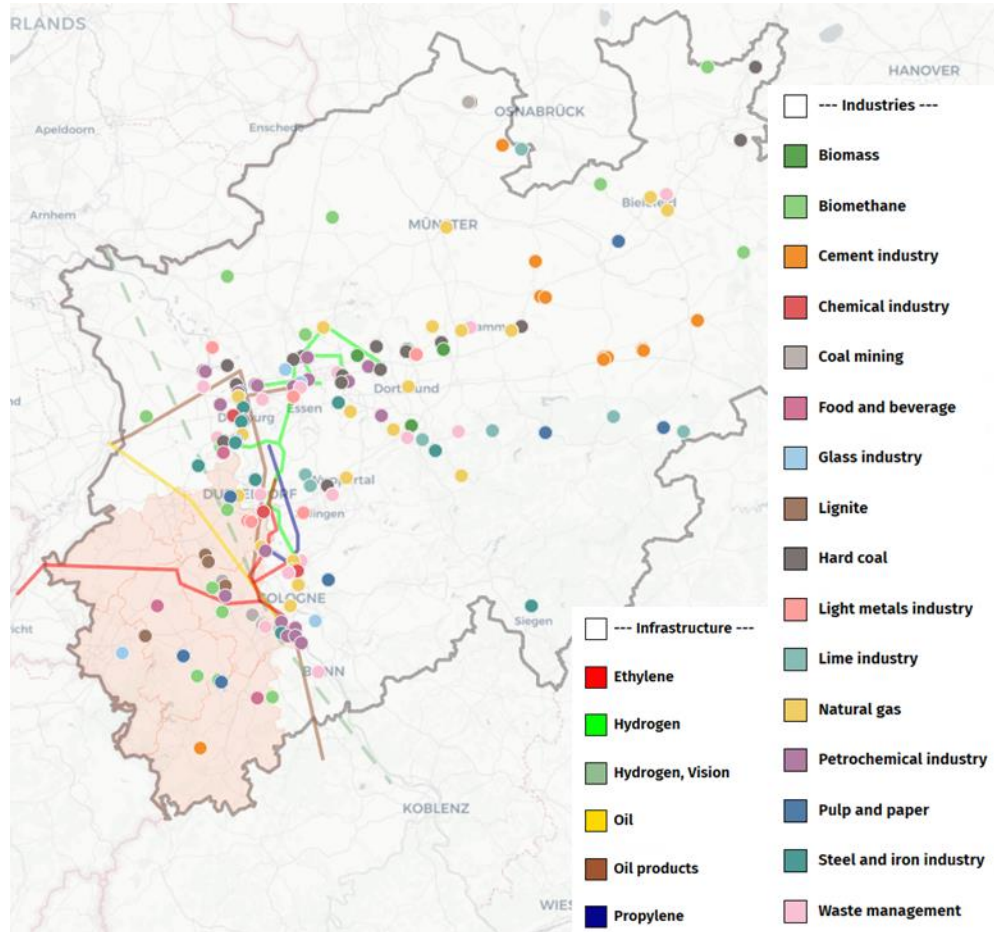 RLANDS
HANOVER
OSNABRÜCK
Apeldoorn
Enschede
Arnhem
MÜNSTER
Dortmund
Essen
COLOGNE
BONN
Siegen
KOBLENZ
WIES
--- Industries ---
Biomass
Biomethane
Cement industry
Chemical industry
Coal mining
Food and beverage
Glass industry
Lignite
Hard coal
Light metals industry
Lime industry
Natural gas
Petrochemical industry
Pulp and paper
Steel and iron industry
Waste management
--- Infrastructure ---
Ethylene
Hydrogen
Hydrogen, Vision
Oil
Oil products
Propylene